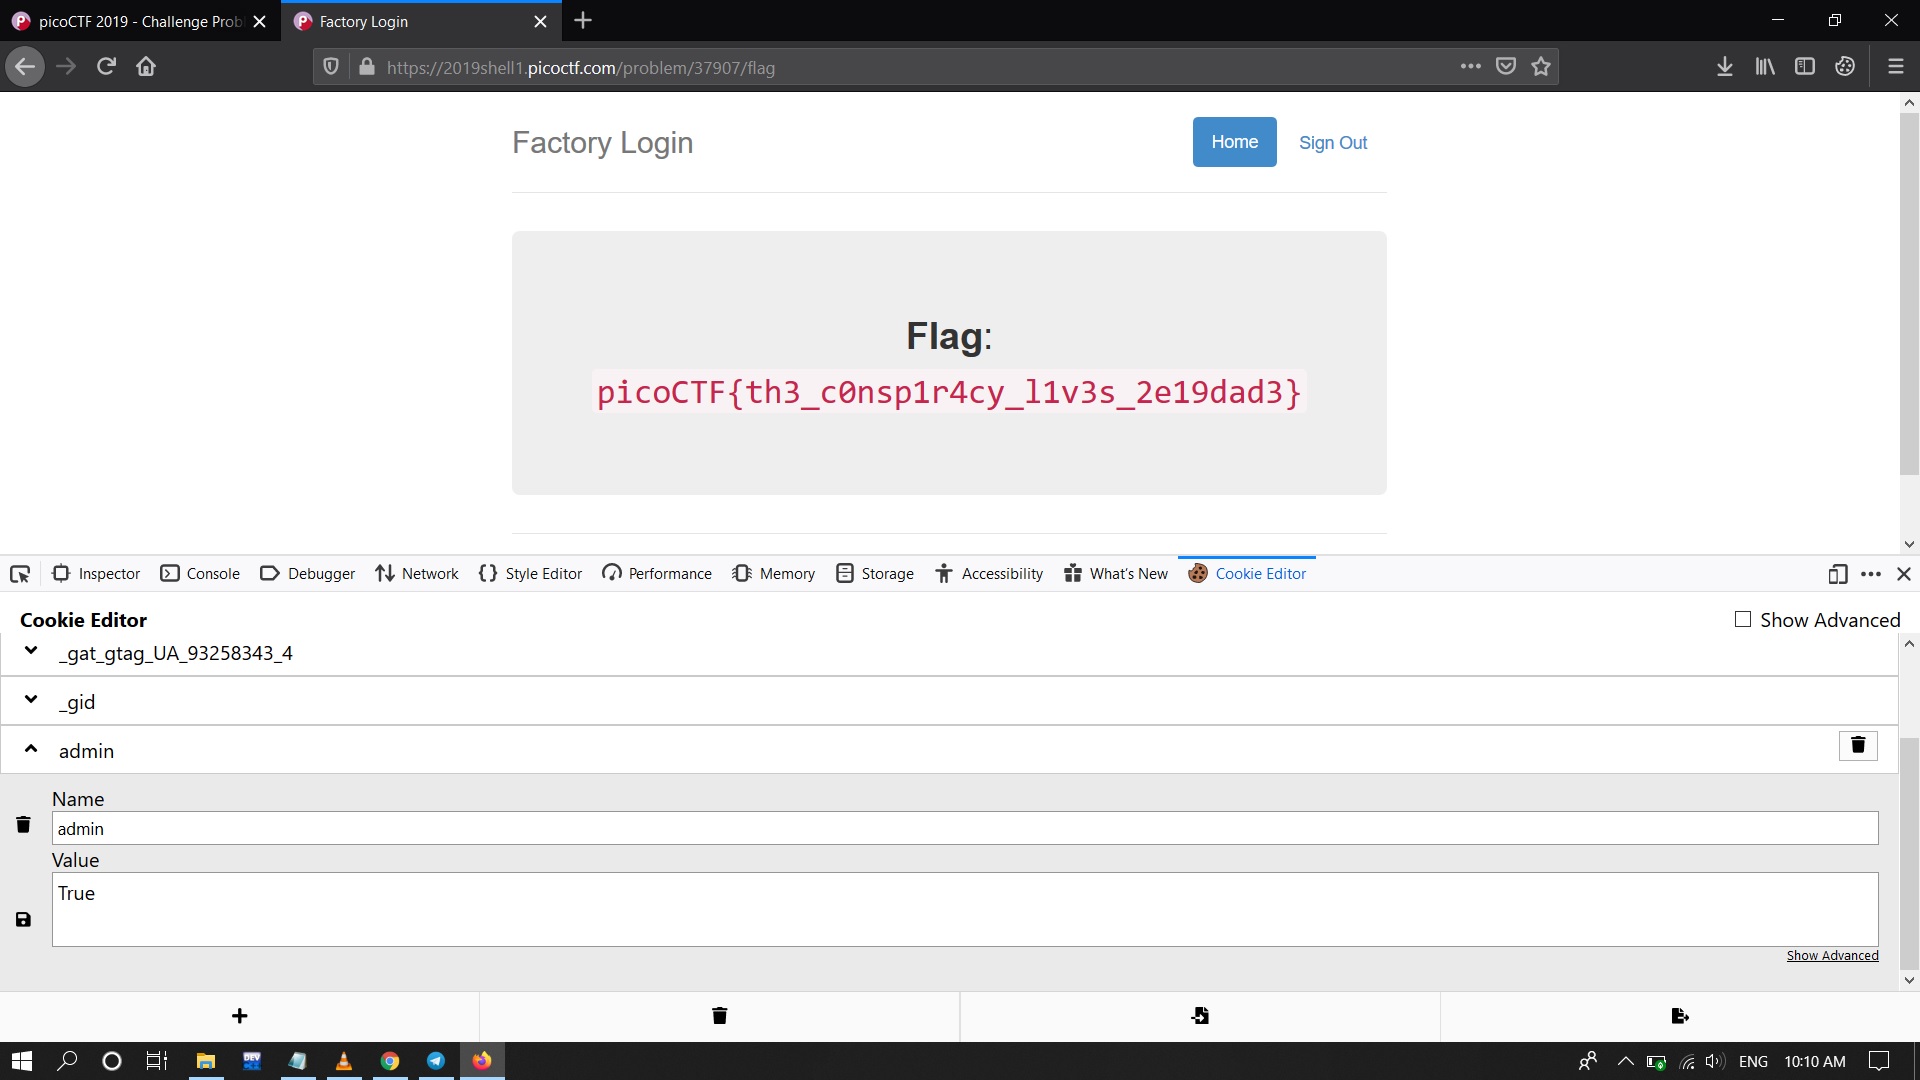 picoCTF 2019 - Challenge Prob
Factory Login
https://2019shell1.picoctf.com/problem/37907/flag
Factory Login
Home
Sign Out
Flag:
picoCTF{th3_c0nsp1r4cy_l1v3s_2e19dad3}
Inspector
Console
Debugger
Network
Style Editor
Performance
Memory
Storage
Accessibility
What's New
Cookie Editor
Cookie Editor
Show Advanced
_gat_gtag_UA_93258343_4
_gid
admin
Name
admin
Value
True
Show Advanced
DEV
ENG
10:10 AM